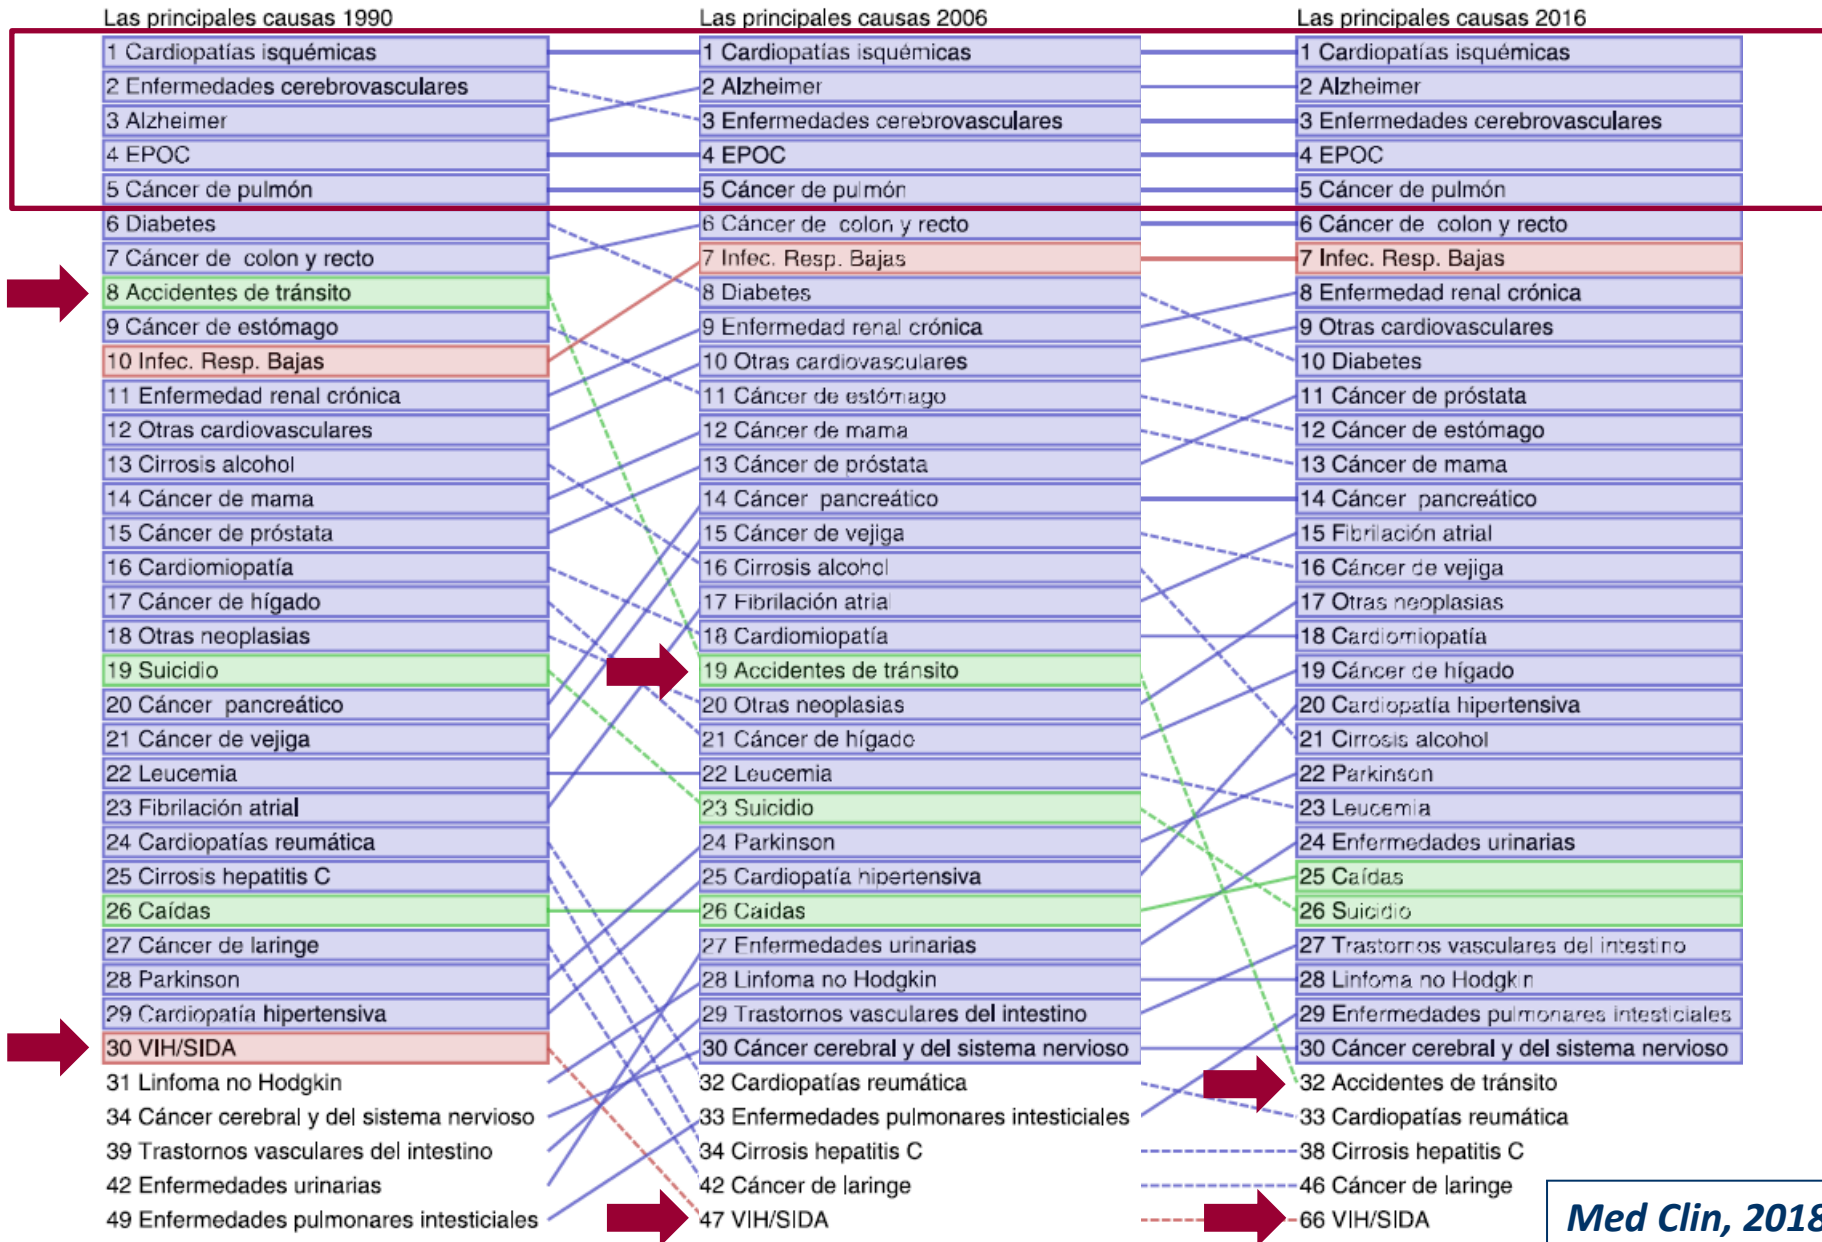 Las principales causas 1990
1 Cardiopatías isquémicas
2 Enfermedades cerebrovasculares
3 Alzheimer
4 EPOC
5 Cáncer de pulmón
6 Diabetes
7 Cáncer de colon y recto
8 Accidentes de tránsito
9 Cáncer de estómago
10 Infec. Resp. Bajas
11 Enfermedad renal crónica
12 Otras cardiovasculares
13 Cirrosis alcohol
14 Cáncer de mama
15 Cáncer de próstata
16 Cardiomiopatía
17 Cáncer de hígado
18 Otras neoplasias
19 Suicidio
20 Cáncer pancreático
21 Cáncer de vejiga
22 Leucemia
23 Fibrilación atrial
24 Cardiopatías reumática
25 Cirrosis hepatitis C
26 Caídas
27 Cáncer de laringe
28 Parkinson
29 Cardiopatía hipertensiva
30 VIH/SIDA
31 Linfoma no Hodgkin
34 Cáncer cerebral y del sistema nervioso
39 Trastornos vasculares del intestino
42 Enfermedades urinarias
49 Enfermedades pulmonares intesticiales
Las principales causas 2006
1 Cardiopatías isquémicas
2 Alzheimer
3 Enfermedades cerebrovasculares
4 EPOC
5 Cáncer de pulmón
6 Cáncer de colon y recto
7 Infec. Resp. Bajas
8 Diabetes
9 Enfermedad renal crónica
10 Otras cardiovasculares
11 Cáncer de estómago
12 Cáncer de mama
13 Cáncer de próstata
14 Cáncer pancreático
15 Cáncer de vejiga
16 Cirrosis alcohol
17 Fibrilación atrial
18 Cardiomiopatía
19 Accidentes de tránsito
20 Otras neoplasias
21 Cáncer de hígado
22 Leucemia
23 Suicidio
24 Parkinson
25 Cardiopatía hipertensiva
26 Caídas
27 Enfermedades urinarias
28 Linfoma no Hodgkin
29 Trastornos vasculares del intestino
30 Cáncer cerebral y del sistema nervioso
32 Cardiopatías reumática
33 Enfermedades pulmonares intesticiales
34 Cirrosis hepatitis C
42 Cáncer de laringe
47 VIH/SIDA
Las principales causas 2016
1 Cardiopatías isquémicas
2 Alzheimer
3 Enfermedades cerebrovasculares
4 EPOC
5 Cáncer de pulmón
6 Cáncer de colon y recto
7 Infec. Resp. Bajas
8 Enfermedad renal crónica
9 Otras cardiovasculares
10 Diabetes
11 Cáncer de próstata
12 Cáncer de estómago
13 Cáncer de mama
14 Cáncer pancreático
15 Fibrilación atrial
16 Cáncer de vejiga
17 Otras neoplasias
18 Cardiomiopatía
19 Cáncer de hígado
20 Cardiopatía hipertensiva
21 Cirrosis alcohol
22 Parkinson
23 Leucemia
24 Enfermedades urinarias
25 Caídas
26 Suicidio
27 Trastornos vasculares del intestino
28 Linfoma no Hodgkin
29 Enfermedades pulmonares intesticiales
30 Cáncer cerebral y del sistema nervioso
32 Accidentes de tránsito
33 Cardiopatías reumática
38 Cirrosis hepatitis C
46 Cáncer de laringe
66 VIH/SIDA
Med Clin, 2018